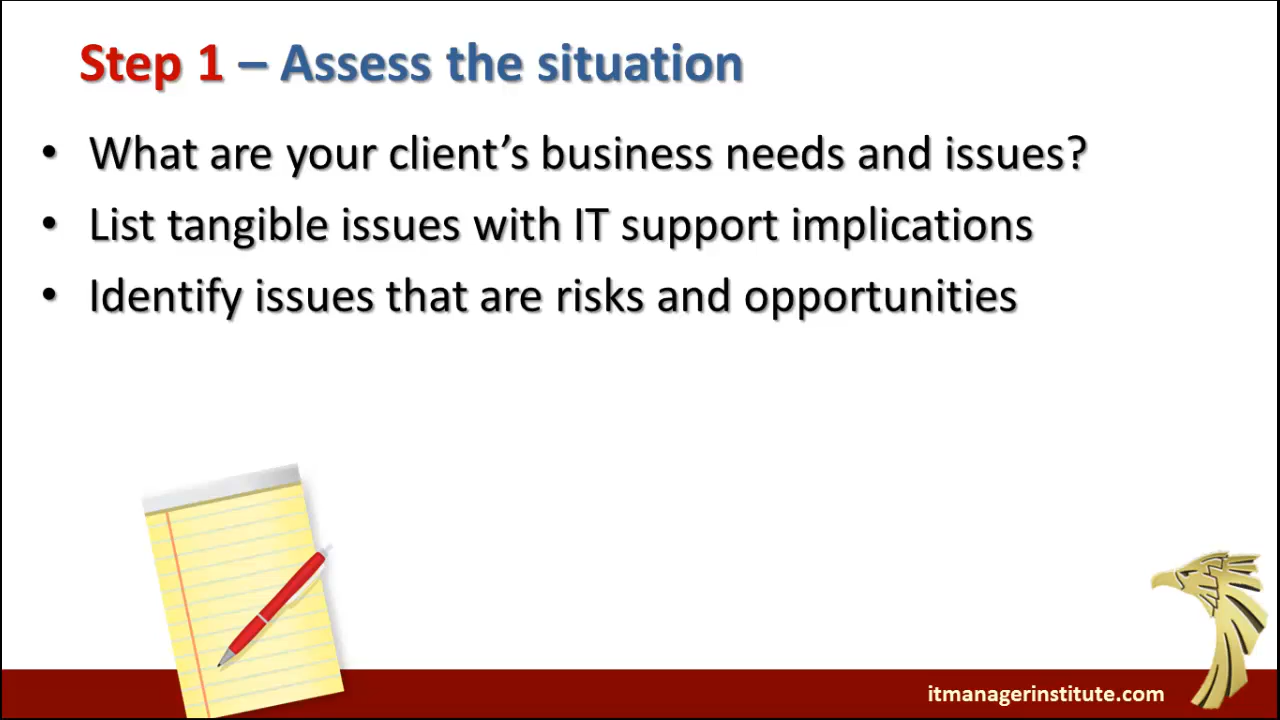 Step 1 – Assess the situation
• What are your client’s business needs and issues?
• List tangible issues with IT support implications
• Identify issues that are risks and opportunities
itmanagerinstitute.com